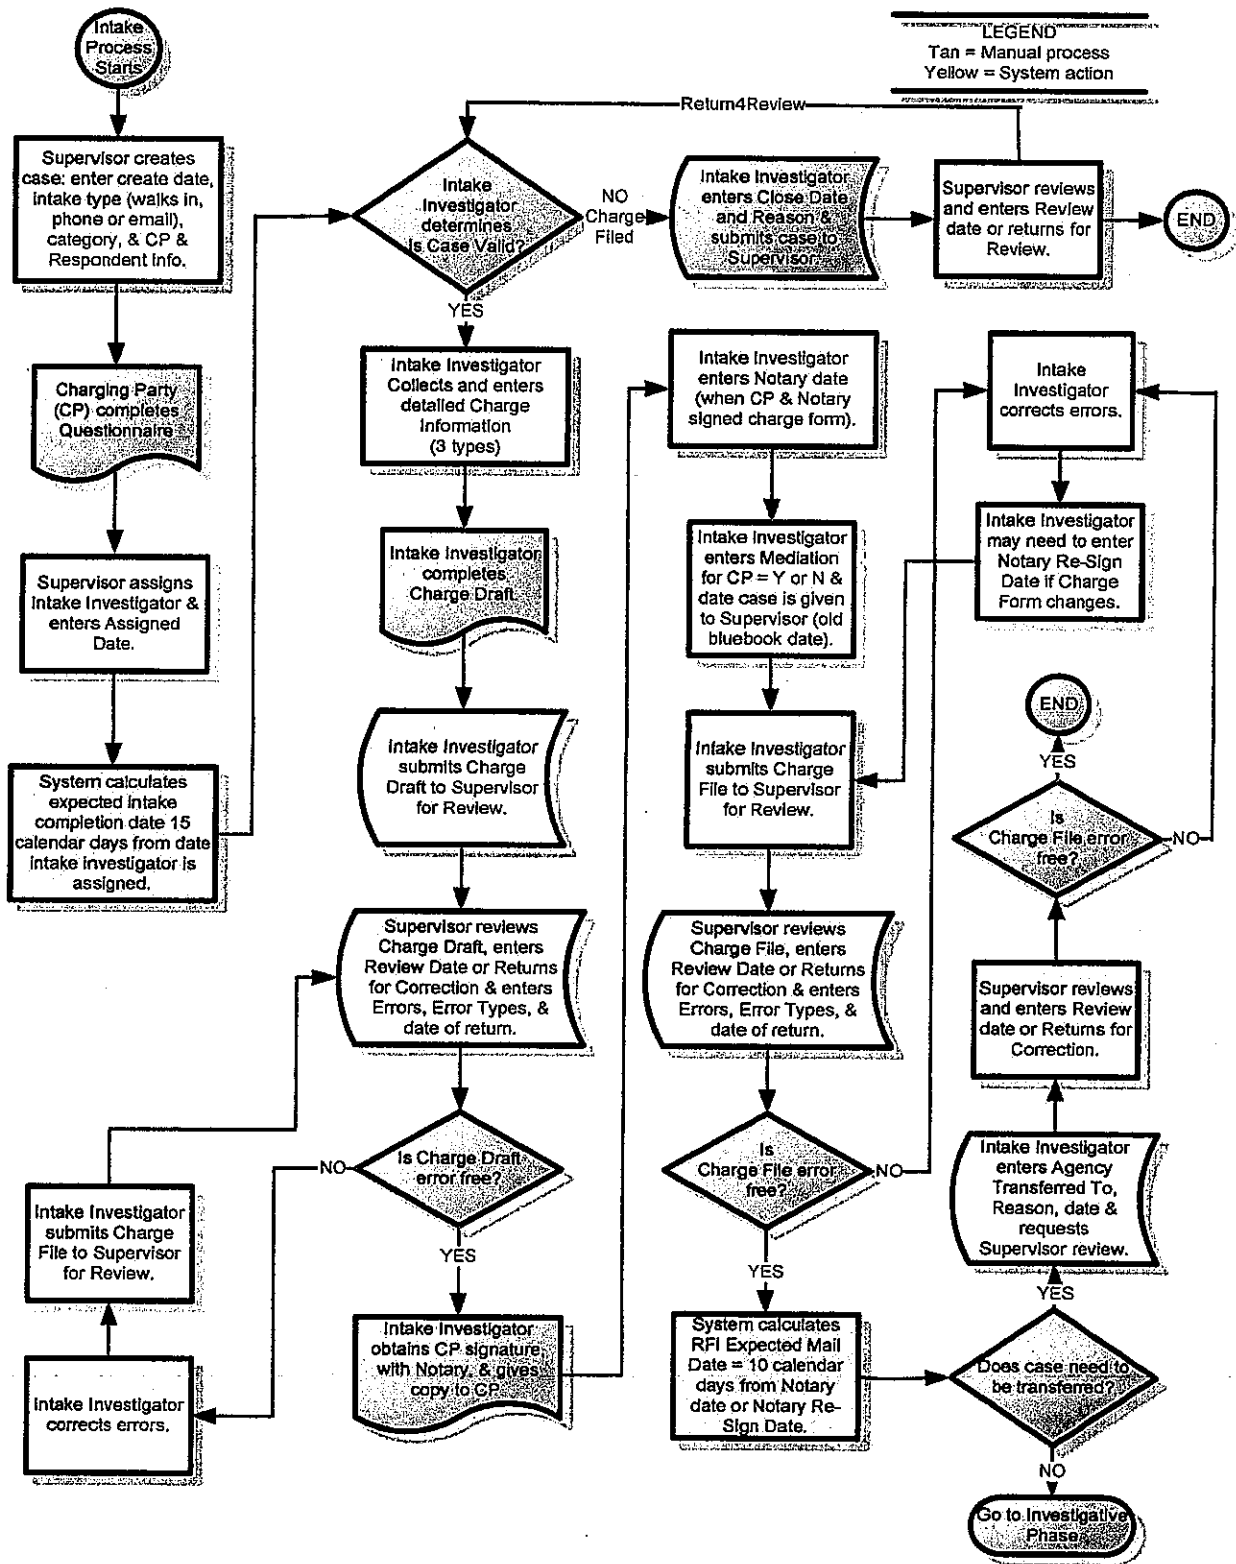 Intake
Process
Starts
LEGEND
Tan = Manual process
Yellow = System action
Return4Review
Supervisor creates
case: enter create date,
intake type (walks in,
phone or email),
category, & CP &
Respondent Info.
Charging Party
(CP) completes
Questionnaire
Supervisor assigns
Intake Investigator &
enters Assigned
Date.
System calculates
expected intake
completion date 15
calendar days from date
intake investigator is
assigned.
Intake
Investigator
determines
is Case Valid?
NO
Charge
Filed
Intake Investigator
enters Close Date
and Reason &
submits case to
Supervisor
Supervisor reviews
and enters Review
date or returns for
Review.
END
YES
Intake Investigator
Collects and enters
detailed Charge
Information
(3 types)
Intake Investigator
completes
Charge Draft.
Intake Investigator
submits Charge
Draft to Supervisor
for Review.
Supervisor reviews
Charge Draft, enters
Review Date or Returns
for Correction & enters
Errors, Error Types, &
date of return.
Is Charge Draft
error free?
NO
Intake Investigator
corrects errors.
Intake Investigator
submits Charge
File to Supervisor
for Review.
YES
Intake Investigator
obtains CP signature
with Notary, & gives
copy to CP
Intake Investigator
enters Notary date
(when CP & Notary
signed charge form).
Intake Investigator
enters Mediation
for CP = Y or N &
date case is given
to Supervisor (old
bluebook date).
Intake Investigator
submits Charge
File to Supervisor
for Review.
Supervisor reviews
Charge File, enters
Review Date or Returns
for Correction & enters
Errors, Error Types, &
date of return.
Is
Charge File error
free?
NO
Intake
Investigator
corrects errors.
Intake Investigator
may need to enter
Notary Re-Sign
Date if Charge
Form changes.
YES
System calculates
RFI Expected Mail
Date = 10 calendar
days from Notary
date or Notary Re-
Sign Date.
Does case need to
be transferred?
YES
Intake Investigator
enters Agency
Transferred To,
Reason, date &
requests
Supervisor review.
Supervisor reviews
and enters Review
date or Returns for
Correction.
Is
Charge File error
free?
NO
YES
END
NO
Go to Investigative
Phase